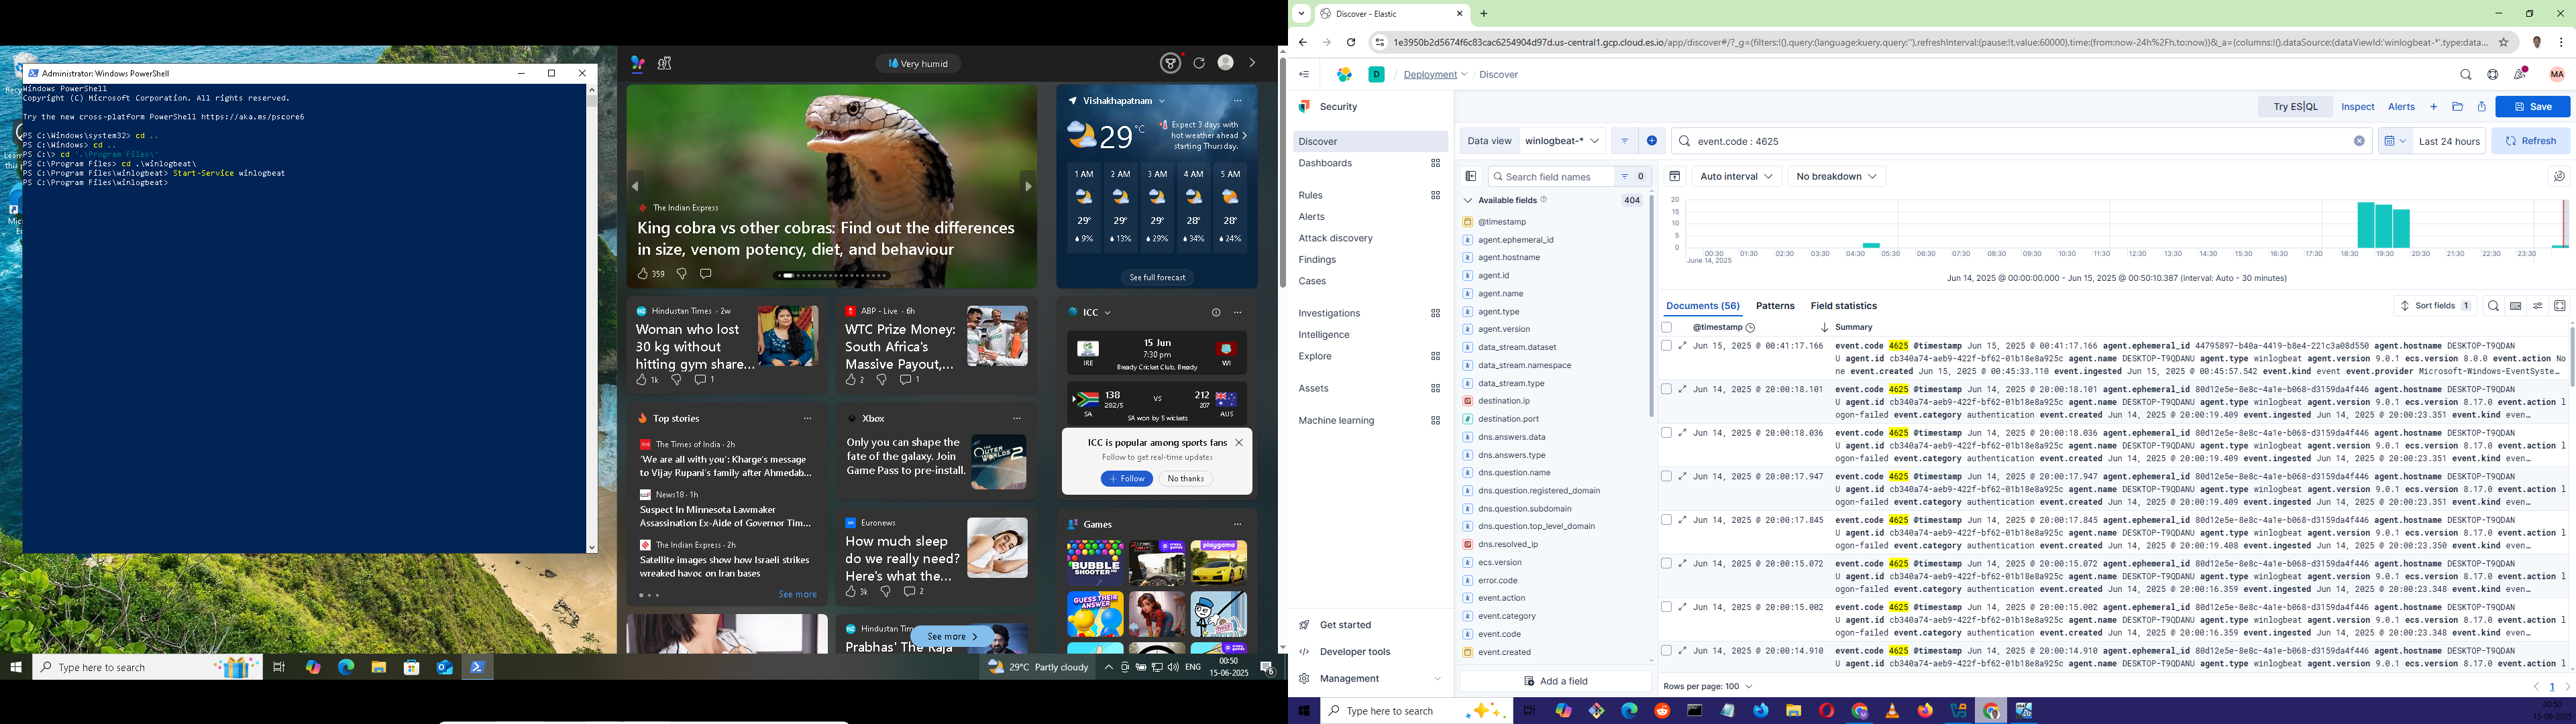 Administrator: Windows PowerShell
Windows PowerShell
Copyright (C) Microsoft Corporation. All rights reserved.
Try the new cross-platform PowerShell https://aka.ms/pscore6
PS C:\Windows\system32> cd ..
PS C:\Windows> cd ..
PS C:\> cd '.\Program Files\'
PS C:\Program Files> cd .\winlogbeat\
PS C:\Program Files\winlogbeat> Start-Service winlogbeat
PS C:\Program Files\winlogbeat>
Very humid
The Indian Express
King cobra vs other cobras: Find out the differences
in size, venom potency, diet, and behaviour
359
Vishakhapatnam
29 °C
Expect 3 days with
hot weather ahead
starting Thursday.
1 AM 2 AM 3 AM 4 AM 5 AM
29° 29° 29° 28° 28°
9% 13% 29% 34% 24%
See full forecast
Hindustan Times · 2w
Woman who lost
30 kg without
hitting gym share...
1k 1
ABP - Live · 6h
WTC Prize Money:
South Africa's
Massive Payout,...
2 1
ICC
15 Jun
7:30 pm
IRE WI
Bready Cricket Club, Bready
138 vs 212
282/5 207
SA AUS
SA won by 5 wickets
ICC is popular among sports fans
Follow to get real-time updates
+ Follow
No thanks
Top stories
The Times of India · 2h
'We are all with you': Kharge's message
to Vijay Rupani's family after Ahmedab...
News18 · 1h
Suspect In Minnesota Lawmaker
Assassination Ex-Aide of Governor Tim...
The Indian Express · 2h
Satellite images show how Israeli strikes
wreaked havoc on Iran bases
See more
Xbox
Only you can shape the
fate of the galaxy. Join
Game Pass to pre-install.
THE OUTER WORLDS 2
Euronews
How much sleep
do we really need?
Here's what the...
3k 2
Games
BUBBLE SHOOTER
playgama
GUESS THEIR ANSWER
Hindustan Tim
Prabhas' The Raja
See more
Type here to search
29°C Partly cloudy
ENG
00:50
15-06-2025
Discover - Elastic
1e3950b2d5674f6c83cac6254904d97d.us-central1.gcp.cloud.es.io/app/discover#/?_g=(filters:!(),query:(language:kuery,query:''),refreshInterval:(pause:!t,value:60000),time:(from:now-24h%2Fh,to:now))&_a=(columns:!(),dataSource:(dataViewId:'winlogbeat-*',type:data...
D
Deployment / Discover
MA
Security
Try ES|QL
Inspect
Alerts
Save
Discover
Dashboards
Rules
Alerts
Attack discovery
Findings
Cases
Investigations
Intelligence
Explore
Assets
Machine learning
Get started
Developer tools
Management
Data view winlogbeat-*
event.code : 4625
Last 24 hours
Refresh
Search field names 0
Available fields 404
@timestamp
agent.ephemeral_id
agent.hostname
agent.id
agent.name
agent.type
agent.version
data_stream.dataset
data_stream.namespace
data_stream.type
destination.ip
destination.port
dns.answers.data
dns.answers.type
dns.question.name
dns.question.registered_domain
dns.question.subdomain
dns.question.top_level_domain
dns.resolved_ip
ecs.version
error.code
event.action
event.category
event.code
event.created
Add a field
Auto interval
No breakdown
20
15
10
5
0
00:30 01:30 02:30 03:30 04:30 05:30 06:30 07:30 08:30 09:30 10:30 11:30 12:30 13:30 14:30 15:30 16:30 17:30 18:30 19:30 20:30 21:30 22:30 23:30
June 14, 2025
Jun 14, 2025 @ 00:00:00.000 - Jun 15, 2025 @ 00:50:10.387 (interval: Auto - 30 minutes)
Documents (56) Patterns Field statistics
Sort fields 1
@timestamp Summary
Jun 15, 2025 @ 00:41:17.166 event.code 4625 @timestamp Jun 15, 2025 @ 00:41:17.166 agent.ephemeral_id 44795897-b40a-4419-b8e4-221c3a08d550 agent.hostname DESKTOP-T9QDAN
U agent.id cb340a74-aeb9-422f-bf62-01b18e8a925c agent.name DESKTOP-T9QDANU agent.type winlogbeat agent.version 9.0.1 ecs.version 8.0.0 event.action No
ne event.created Jun 15, 2025 @ 00:45:33.110 event.ingested Jun 15, 2025 @ 00:45:57.542 event.kind event event.provider Microsoft-Windows-EventSyste...
Jun 14, 2025 @ 20:00:18.101 event.code 4625 @timestamp Jun 14, 2025 @ 20:00:18.101 agent.ephemeral_id 80d12e5e-8e8c-4a1e-b068-d3159da4f446 agent.hostname DESKTOP-T9QDAN
U agent.id cb340a74-aeb9-422f-bf62-01b18e8a925c agent.name DESKTOP-T9QDANU agent.type winlogbeat agent.version 9.0.1 ecs.version 8.17.0 event.action l
ogon-failed event.category authentication event.created Jun 14, 2025 @ 20:00:19.409 event.ingested Jun 14, 2025 @ 20:00:23.351 event.kind even...
Jun 14, 2025 @ 20:00:18.036 event.code 4625 @timestamp Jun 14, 2025 @ 20:00:18.036 agent.ephemeral_id 80d12e5e-8e8c-4a1e-b068-d3159da4f446 agent.hostname DESKTOP-T9QDAN
U agent.id cb340a74-aeb9-422f-bf62-01b18e8a925c agent.name DESKTOP-T9QDANU agent.type winlogbeat agent.version 9.0.1 ecs.version 8.17.0 event.action l
ogon-failed event.category authentication event.created Jun 14, 2025 @ 20:00:19.409 event.ingested Jun 14, 2025 @ 20:00:23.351 event.kind even...
Jun 14, 2025 @ 20:00:17.947 event.code 4625 @timestamp Jun 14, 2025 @ 20:00:17.947 agent.ephemeral_id 80d12e5e-8e8c-4a1e-b068-d3159da4f446 agent.hostname DESKTOP-T9QDAN
U agent.id cb340a74-aeb9-422f-bf62-01b18e8a925c agent.name DESKTOP-T9QDANU agent.type winlogbeat agent.version 9.0.1 ecs.version 8.17.0 event.action l
ogon-failed event.category authentication event.created Jun 14, 2025 @ 20:00:19.409 event.ingested Jun 14, 2025 @ 20:00:23.351 event.kind even...
Jun 14, 2025 @ 20:00:17.845 event.code 4625 @timestamp Jun 14, 2025 @ 20:00:17.845 agent.ephemeral_id 80d12e5e-8e8c-4a1e-b068-d3159da4f446 agent.hostname DESKTOP-T9QDAN
U agent.id cb340a74-aeb9-422f-bf62-01b18e8a925c agent.name DESKTOP-T9QDANU agent.type winlogbeat agent.version 9.0.1 ecs.version 8.17.0 event.action l
ogon-failed event.category authentication event.created Jun 14, 2025 @ 20:00:19.408 event.ingested Jun 14, 2025 @ 20:00:23.350 event.kind even...
Jun 14, 2025 @ 20:00:15.072 event.code 4625 @timestamp Jun 14, 2025 @ 20:00:15.072 agent.ephemeral_id 80d12e5e-8e8c-4a1e-b068-d3159da4f446 agent.hostname DESKTOP-T9QDAN
U agent.id cb340a74-aeb9-422f-bf62-01b18e8a925c agent.name DESKTOP-T9QDANU agent.type winlogbeat agent.version 9.0.1 ecs.version 8.17.0 event.action l
ogon-failed event.category authentication event.created Jun 14, 2025 @ 20:00:16.359 event.ingested Jun 14, 2025 @ 20:00:23.348 event.kind even...
Jun 14, 2025 @ 20:00:15.002 event.code 4625 @timestamp Jun 14, 2025 @ 20:00:15.002 agent.ephemeral_id 80d12e5e-8e8c-4a1e-b068-d3159da4f446 agent.hostname DESKTOP-T9QDAN
U agent.id cb340a74-aeb9-422f-bf62-01b18e8a925c agent.name DESKTOP-T9QDANU agent.type winlogbeat agent.version 9.0.1 ecs.version 8.17.0 event.action l
ogon-failed event.category authentication event.created Jun 14, 2025 @ 20:00:16.359 event.ingested Jun 14, 2025 @ 20:00:23.348 event.kind even...
Jun 14, 2025 @ 20:00:14.910 event.code 4625 @timestamp Jun 14, 2025 @ 20:00:14.910 agent.ephemeral_id 80d12e5e-8e8c-4a1e-b068-d3159da4f446 agent.hostname DESKTOP-T9QDAN
U agent.id cb340a74-aeb9-422f-bf62-01b18e8a925c agent.name DESKTOP-T9QDANU agent.type winlogbeat agent.version 9.0.1 ecs.version 8.17.0 event.action l
Rows per page: 100
1
Type here to search
00:50